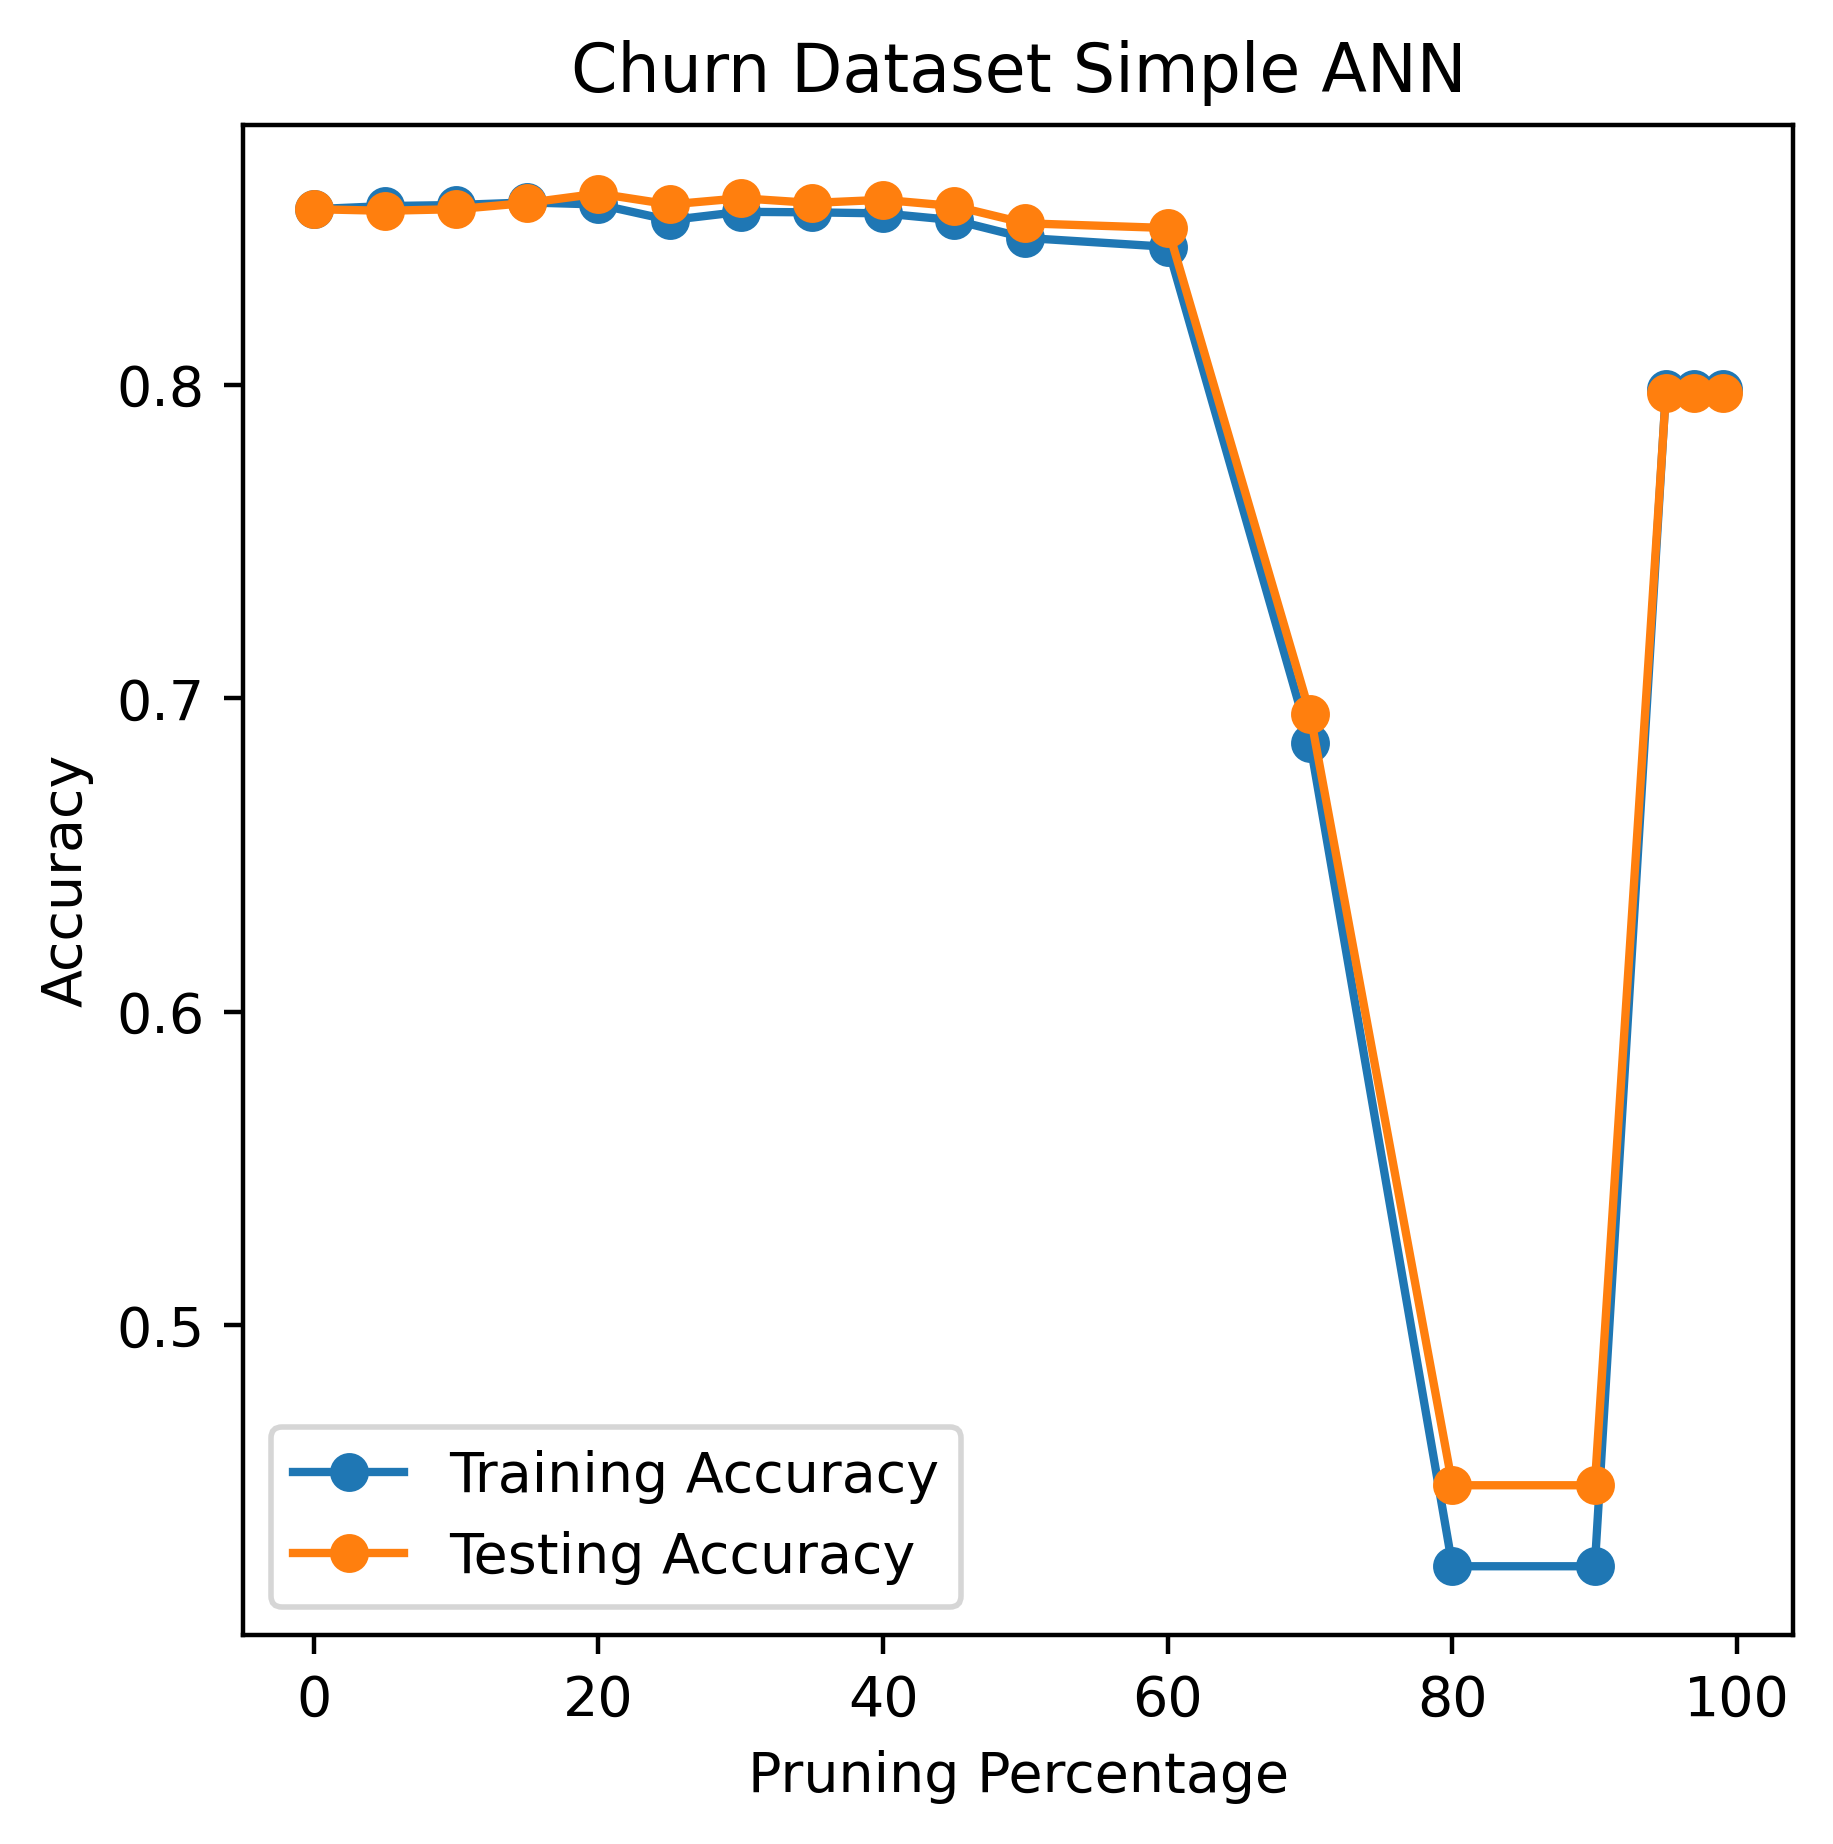 Churn Dataset Simple ANN
Accuracy
0.8
0.7
0.6
0.5
Training Accuracy
Testing Accuracy
0 20 40 60 80 100
Pruning Percentage